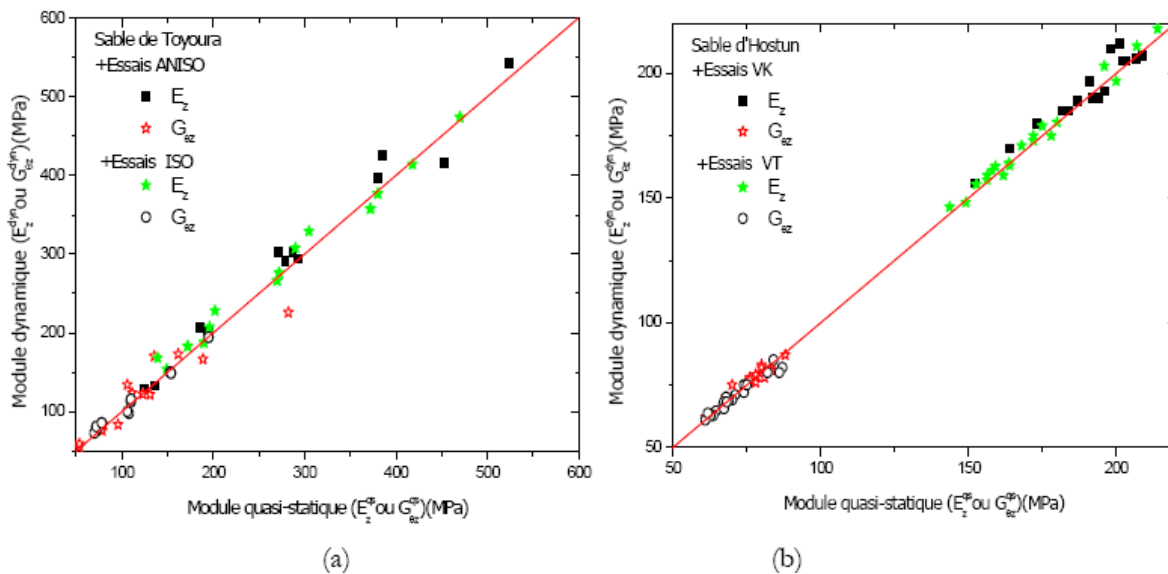 Sable de Toyoura
+Essais ANISO
E_z
G_θz
+Essais ISO
E_z
G_θz
600
500
400
300
200
100
100 200 300 400 500 600
Module dynamique (E_z^dyn ou G_θz^dyn)(MPa)
Module quasi-statique (E_z^qs ou G_θz^qs)(MPa)
(a)
Sable d'Hostun
+Essais VK
E_z
G_θz
+Essais VT
E_z
G_θz
200
150
100
50
50 100 150 200
Module dynamique (E_z^dyn ou G_θz^dyn)(MPa)
Module quasi-statique (E_z^qs ou G_θz^qs)(MPa)
(b)